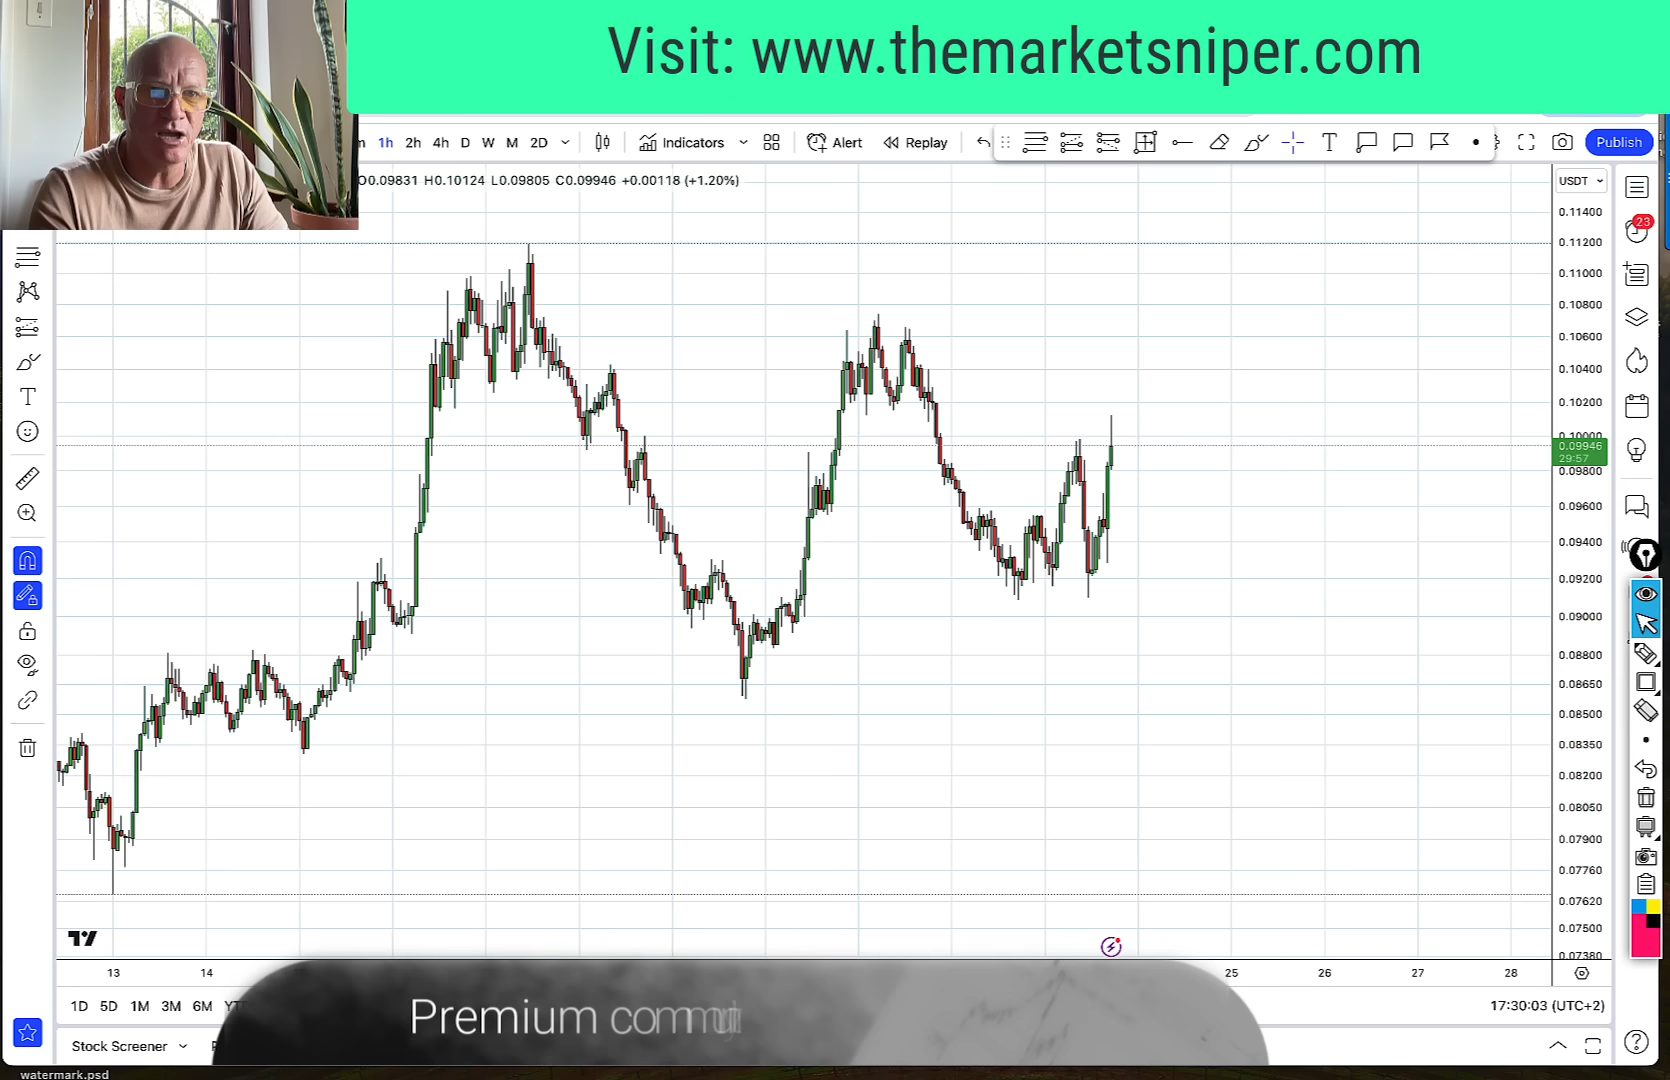 Visit: www.themarketsniper.com
1h 2h 4h D W M 2D Indicators Alert Replay Publish
O0.09831 H0.10124 L0.09805 C0.09946 +0.00118 (+1.20%)
USDT
0.11400
0.11200
23
0.11000
0.10800
0.10600
0.10400
0.10200
0.10000
0.09946
29:57
0.09800
0.09600
0.09400
0.09200
0.09000
0.08800
0.08650
0.08500
0.08350
0.08200
0.08050
0.07900
0.07760
0.07620
0.07500
0.07380
13 14 25 26 27 28
1D 5D 1M 3M 6M
17:30:03 (UTC+2)
Premium
Stock Screener
watermark.psd